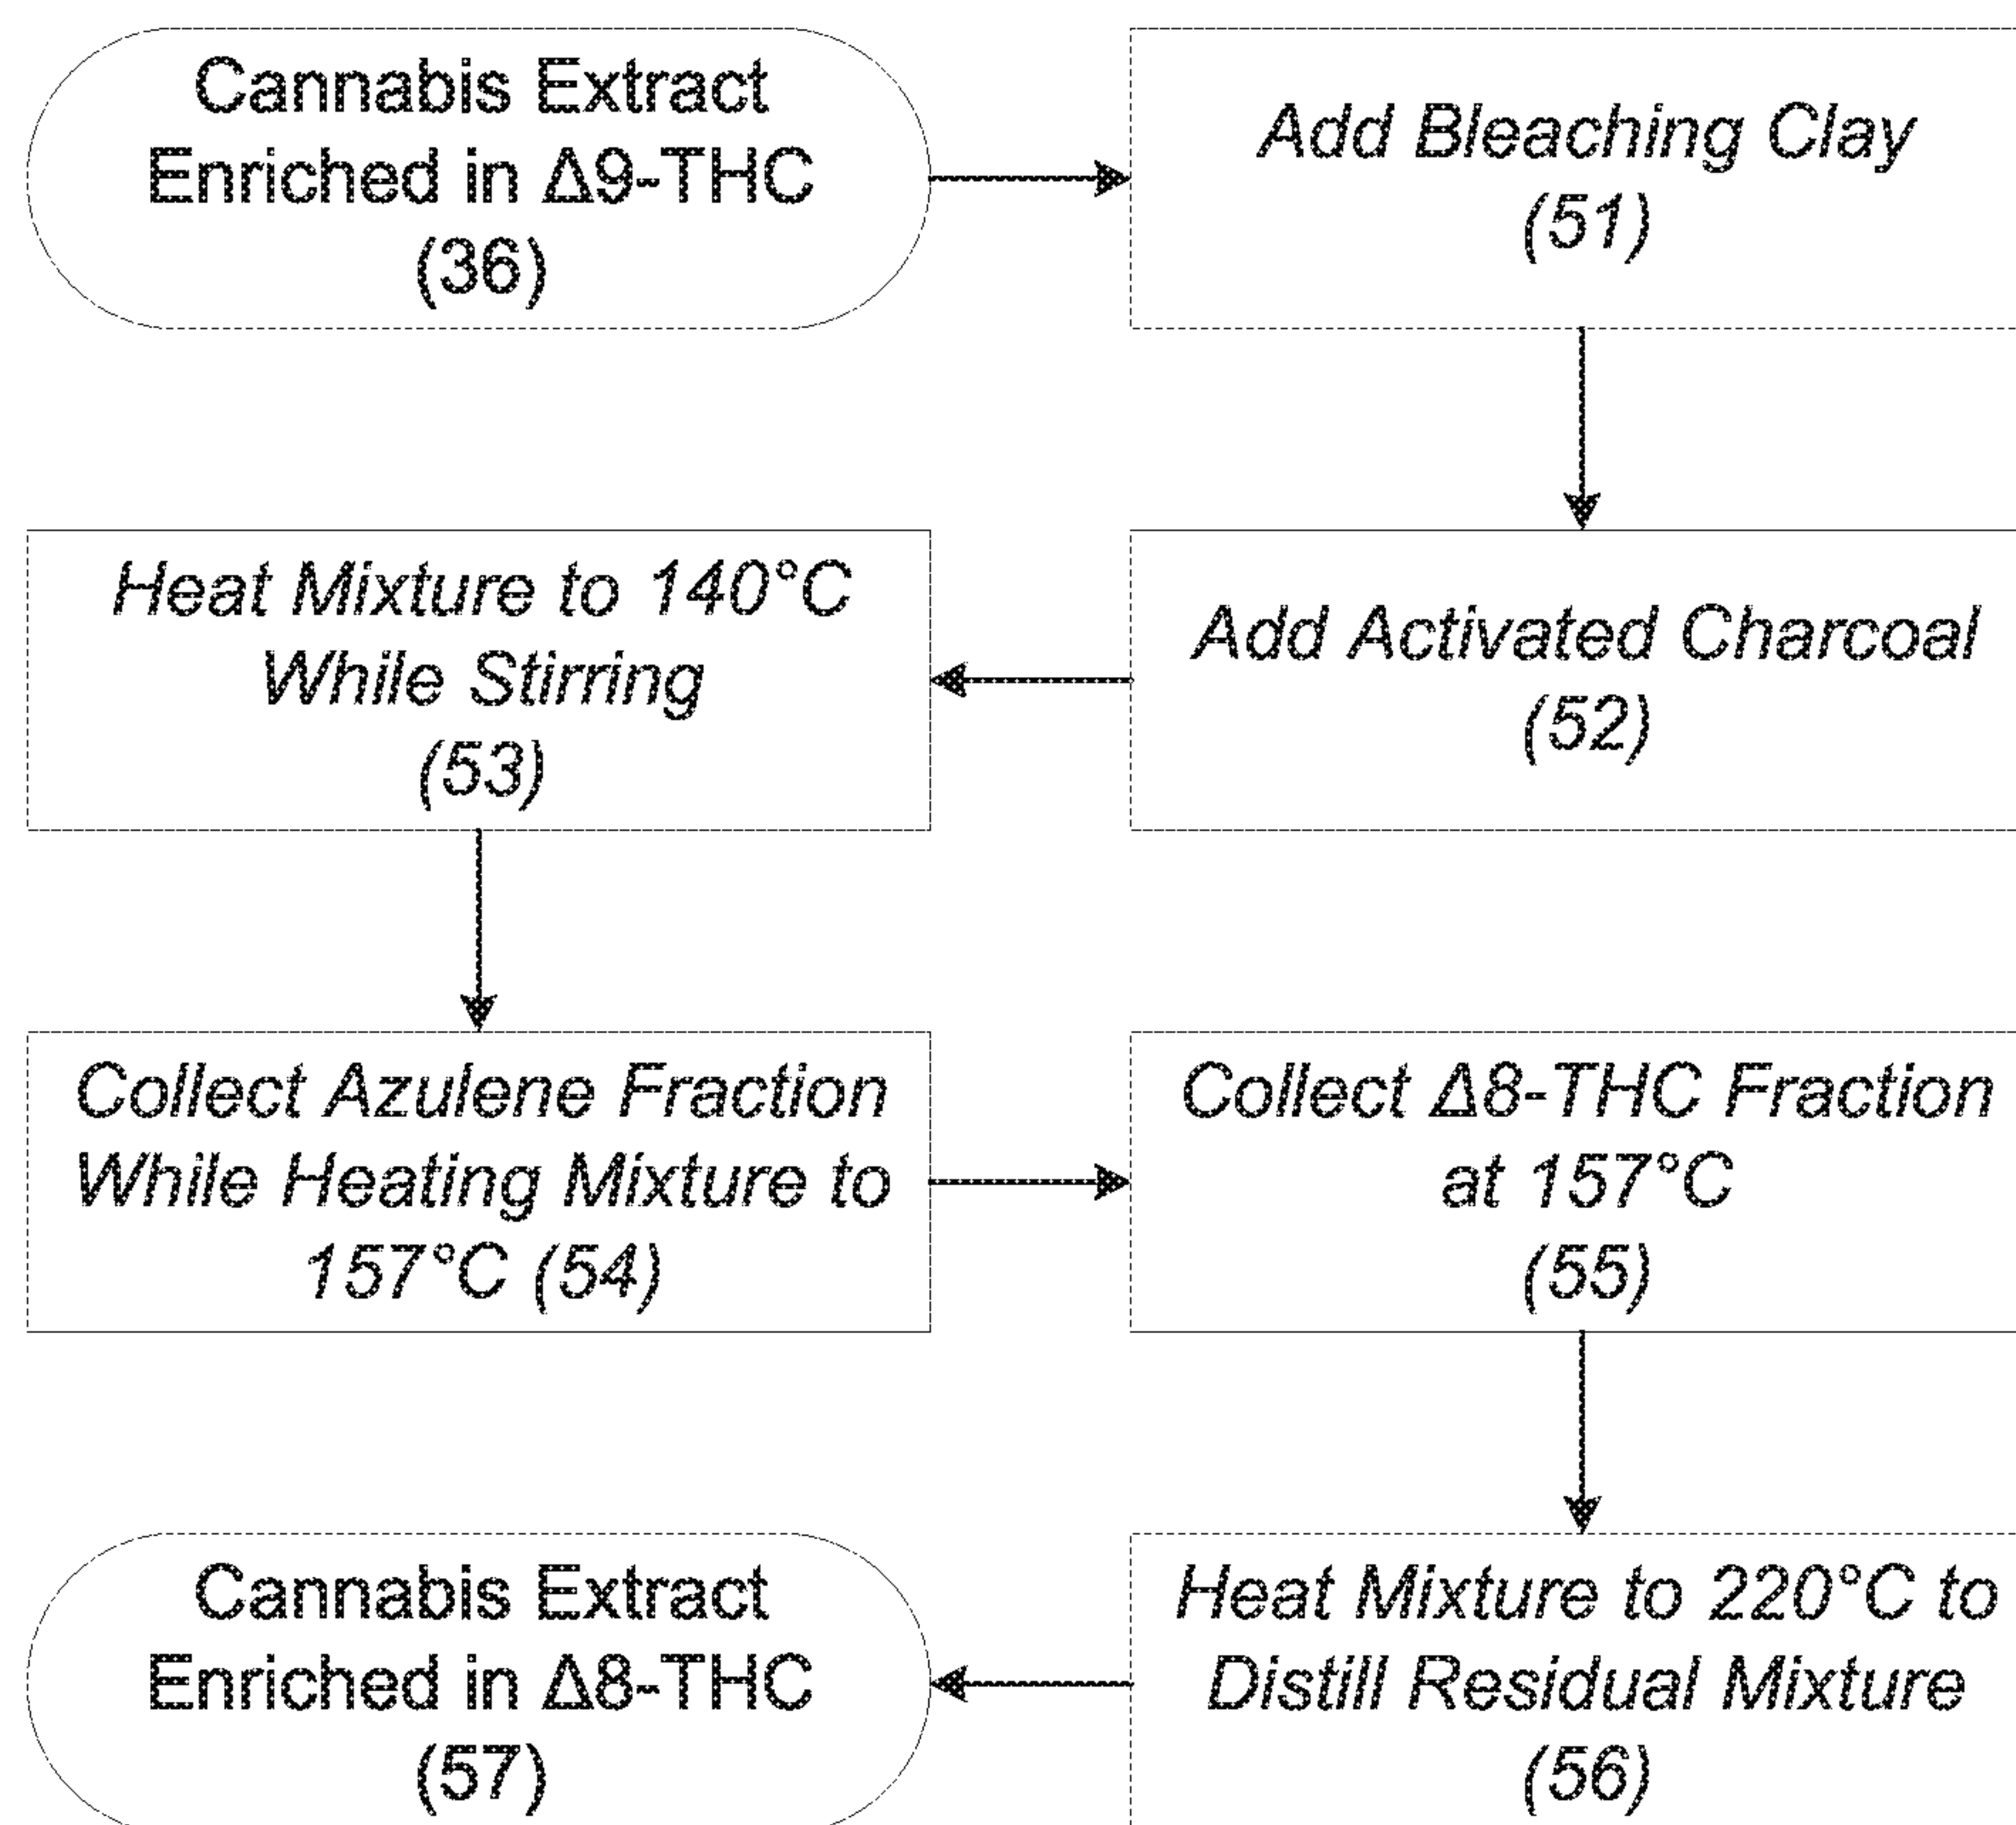 Cannabis Extract
Enriched in Δ9-THC
(36)
Add Bleaching Clay
(51)
Add Activated Charcoal
(52)
Heat Mixture to 140°C
While Stirring
(53)
Collect Azulene Fraction
While Heating Mixture to
157°C (54)
Collect Δ8-THC Fraction
at 157°C
(55)
Heat Mixture to 220°C to
Distill Residual Mixture
(56)
Cannabis Extract
Enriched in Δ8-THC
(57)